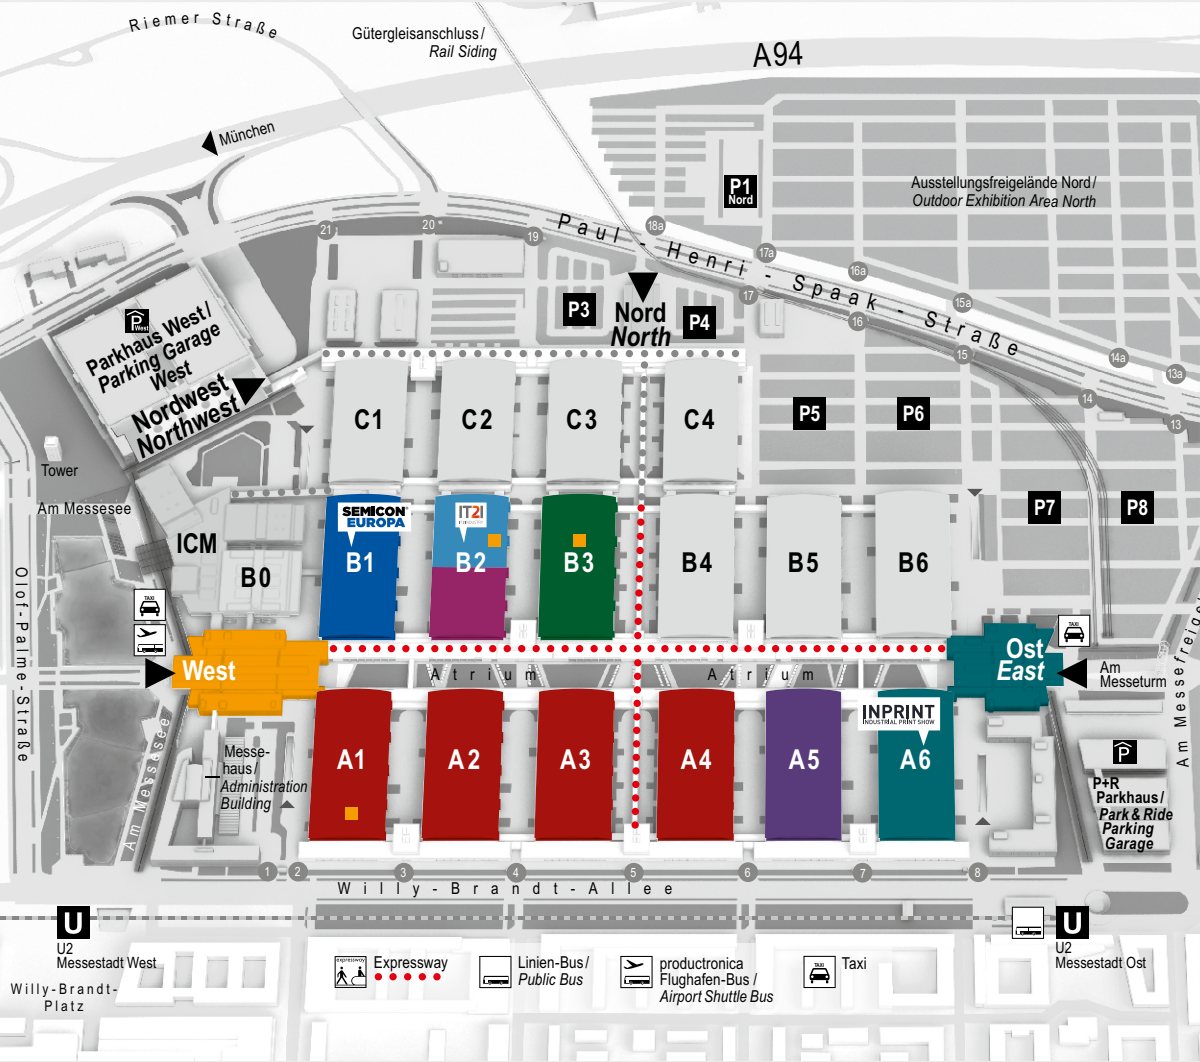 Riemer Straße
Gütergleisanschluss/
Rail Siding
A94
München
P1
Nord
Ausstellungsfreigelände Nord/
Outdoor Exhibition Area North
21
20
19
18a
17a
16a
15a
14a
13a
17
16
15
14
13
Paul-Henri-Spaak-Straße
P3
Nord
North
P4
P
West
Parkhaus West/
Parking Garage
West
Nordwest
Northwest
C1
C2
C3
C4
P5
P6
Tower
Am Messesee
ICM
B0
SEMICON
EUROPA
B1
IT2I
B2
B3
B4
B5
B6
P7
P8
Olof-Palme-Straße
TAXI
West
Atrium
Atrium
Ost
East
TAXI
Am
Messeturm
Am Messefreigel
Am Messesee
Messe-
haus/
Administration
Building
A1
A2
A3
A4
A5
INPRINT
INDUSTRIAL PRINT SHOW
A6
P
P+R
Parkhaus/
Park & Ride
Parking
Garage
1
2
3
4
5
6
7
8
Willy-Brandt-Allee
U
U2
Messestadt West
Willy-Brandt-
Platz
expressway
Expressway
Linien-Bus/
Public Bus
productronica
Flughafen-Bus/
Airport Shuttle Bus
TAXI
Taxi
U
U2
Messestadt Ost